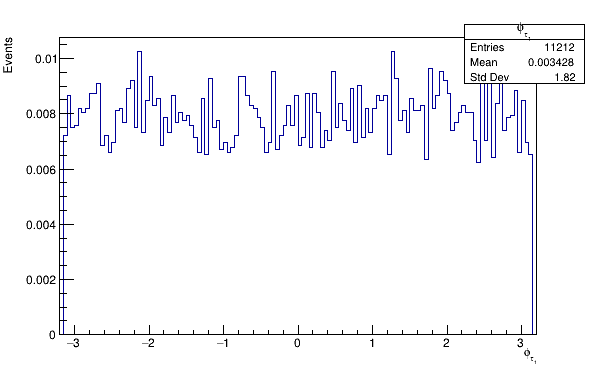 ϕ_τ₁
Entries 11212
Mean 0.003428
Std Dev 1.82
Events
0.01
0.008
0.006
0.004
0.002
0
−3 −2 −1 0 1 2 3
ϕ_τ₁